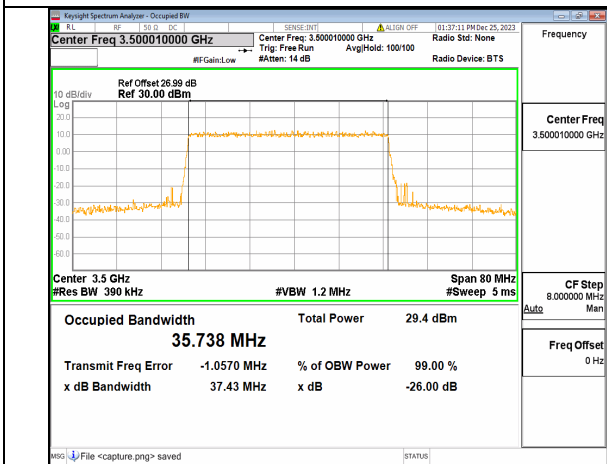 Keysight Spectrum Analyzer - Occupied BW
RL RF 50 Ω DC SENSE:INT ALIGN OFF 01:37:11 PM Dec 25, 2023
Center Freq 3.500010000 GHz
Center Freq: 3.500010000 GHz
Radio Std: None
Trig: Free Run Avg|Hold: 100/100
#IFGain:Low #Atten: 14 dB Radio Device: BTS
Ref Offset 26.99 dB
10 dB/div Ref 30.00 dBm
Log
20.0
10.0
0.00
-10.0
-20.0
-30.0
-40.0
-50.0
-60.0
Center 3.5 GHz Span 80 MHz
#Res BW 390 kHz #VBW 1.2 MHz #Sweep 5 ms
Occupied Bandwidth Total Power 29.4 dBm
35.738 MHz
Transmit Freq Error -1.0570 MHz % of OBW Power 99.00 %
x dB Bandwidth 37.43 MHz x dB -26.00 dB
MSG File <capture.png> saved STATUS
Frequency
Center Freq
3.500010000 GHz
CF Step
8.000000 MHz
Auto Man
Freq Offset
0 Hz